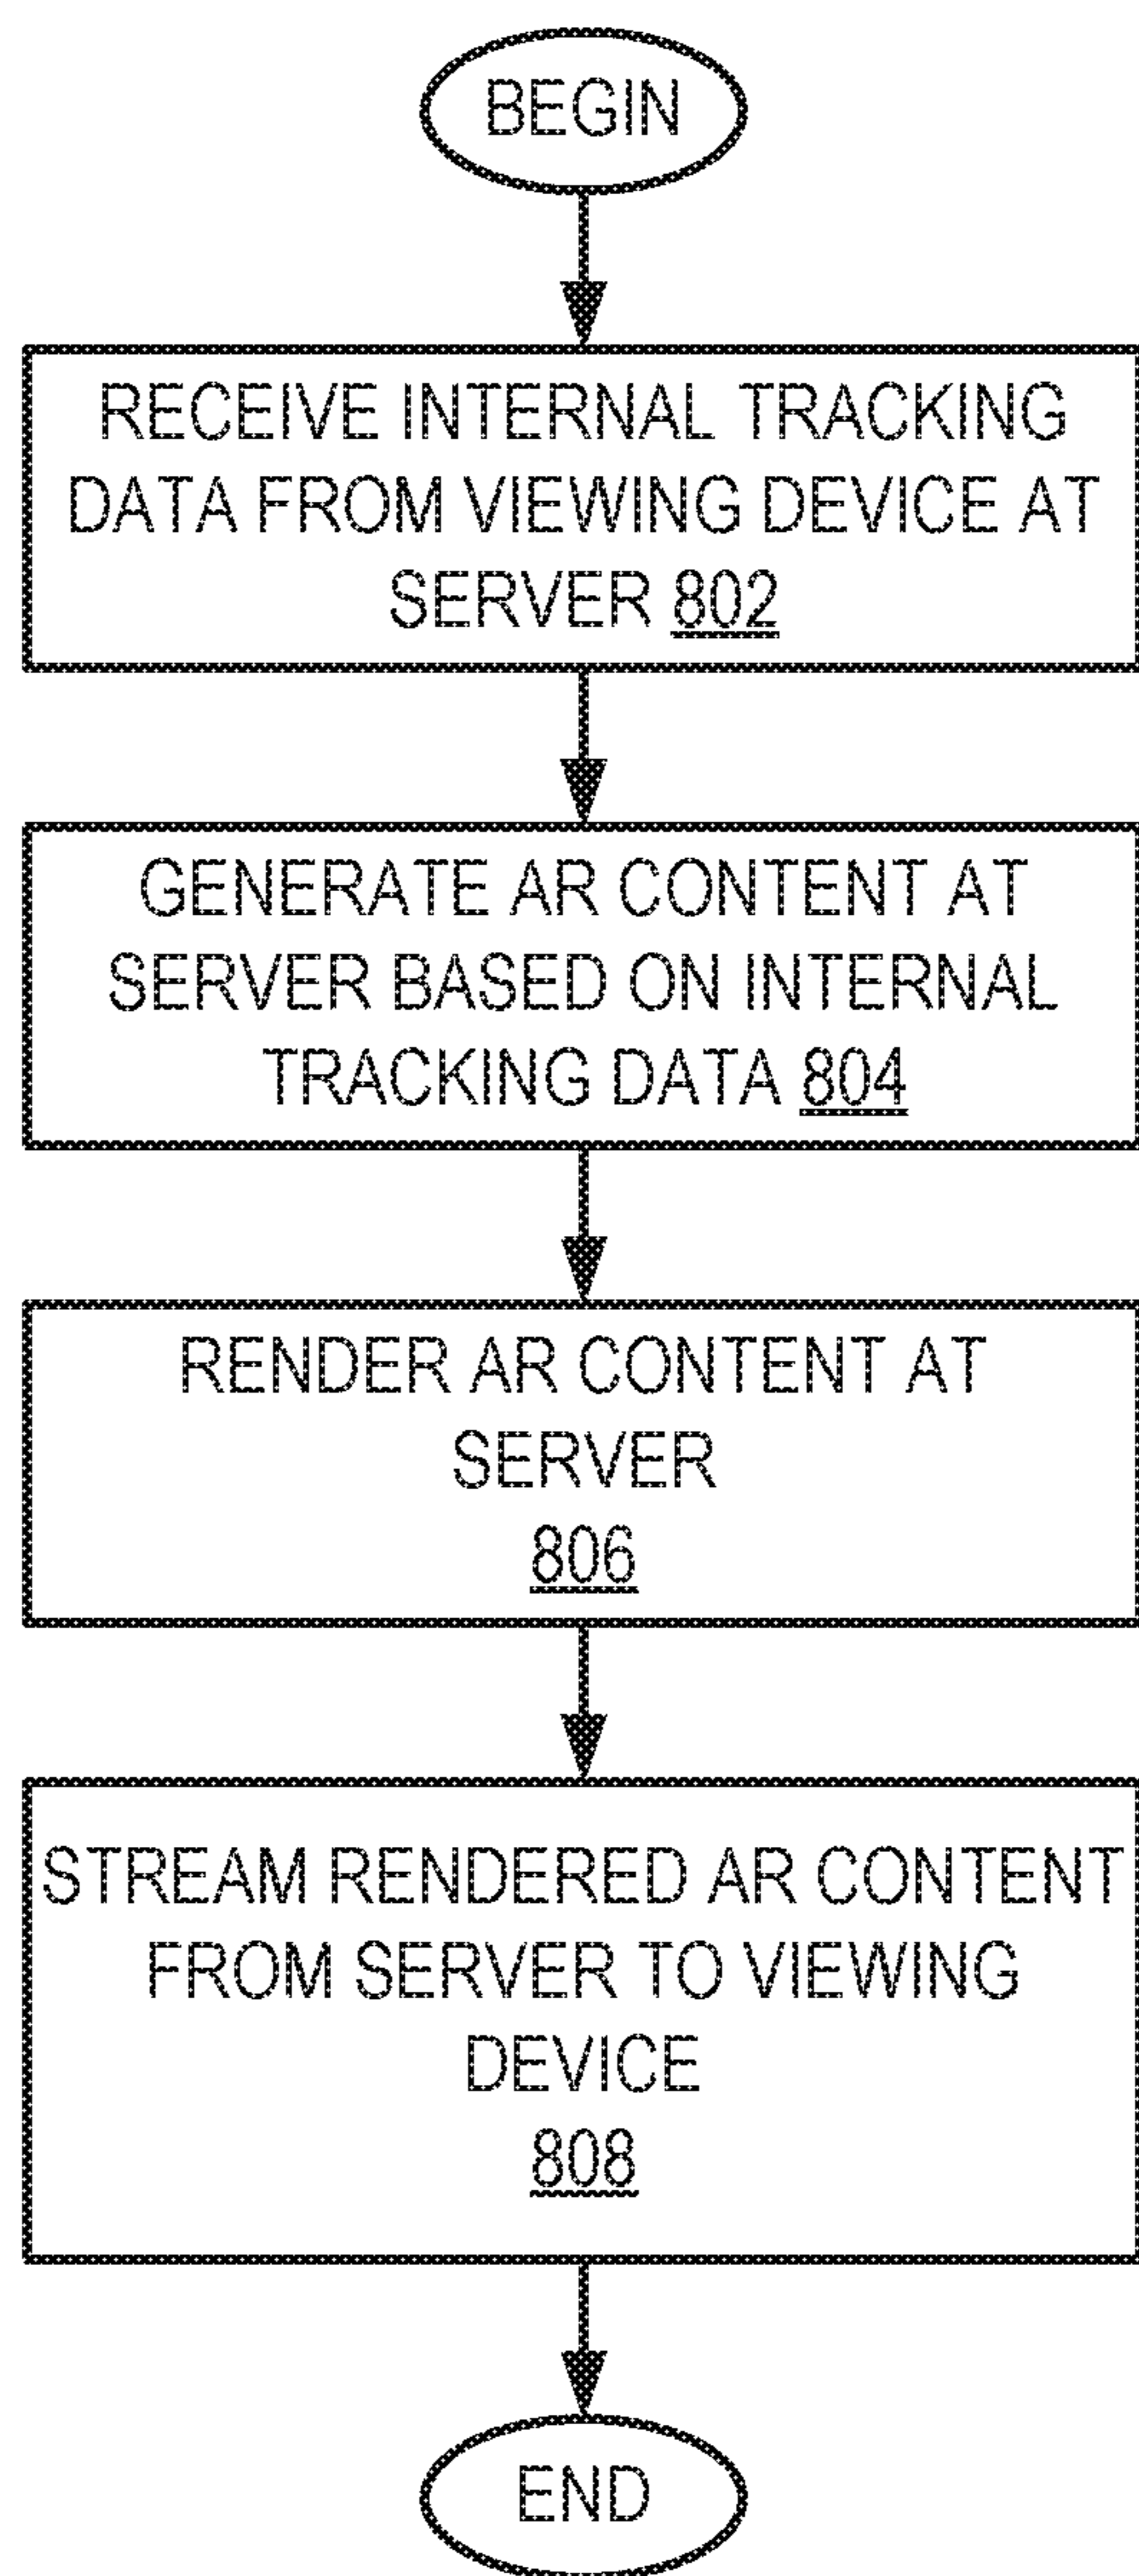 BEGIN
RECEIVE INTERNAL TRACKING
DATA FROM VIEWING DEVICE AT
SERVER 802
GENERATE AR CONTENT AT
SERVER BASED ON INTERNAL
TRACKING DATA 804
RENDER AR CONTENT AT
SERVER
806
STREAM RENDERED AR CONTENT
FROM SERVER TO VIEWING
DEVICE
808
END